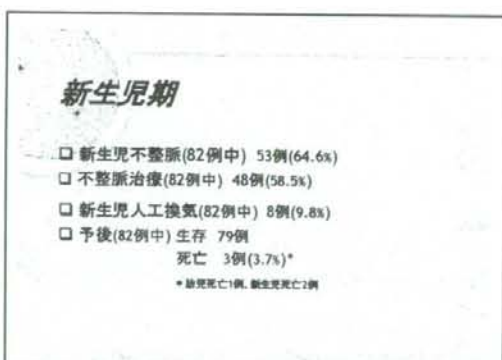 新生児期
❑ 新生児不整脈(82例中) 53例(64.6%)
❑ 不整脈治療(82例中) 48例(58.5%)
❑ 新生児人工換気(82例中) 8例(9.8%)
❑ 予後(82例中) 生存 79例
死亡 3例(3.7%)*
* 胎児死亡1例、新生児死亡2例